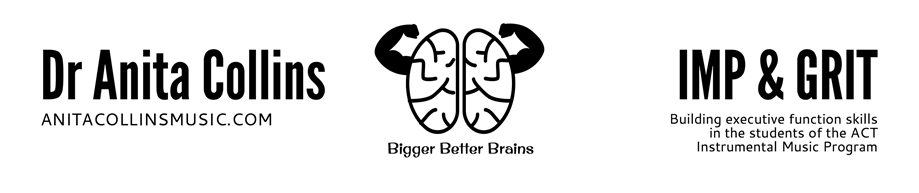 Dr Anita Collins
ANITACOLLINSMUSIC.COM
Bigger Better Brains
IMP & GRIT
Building executive function skills
in the students of the ACT
Instrumental Music Program